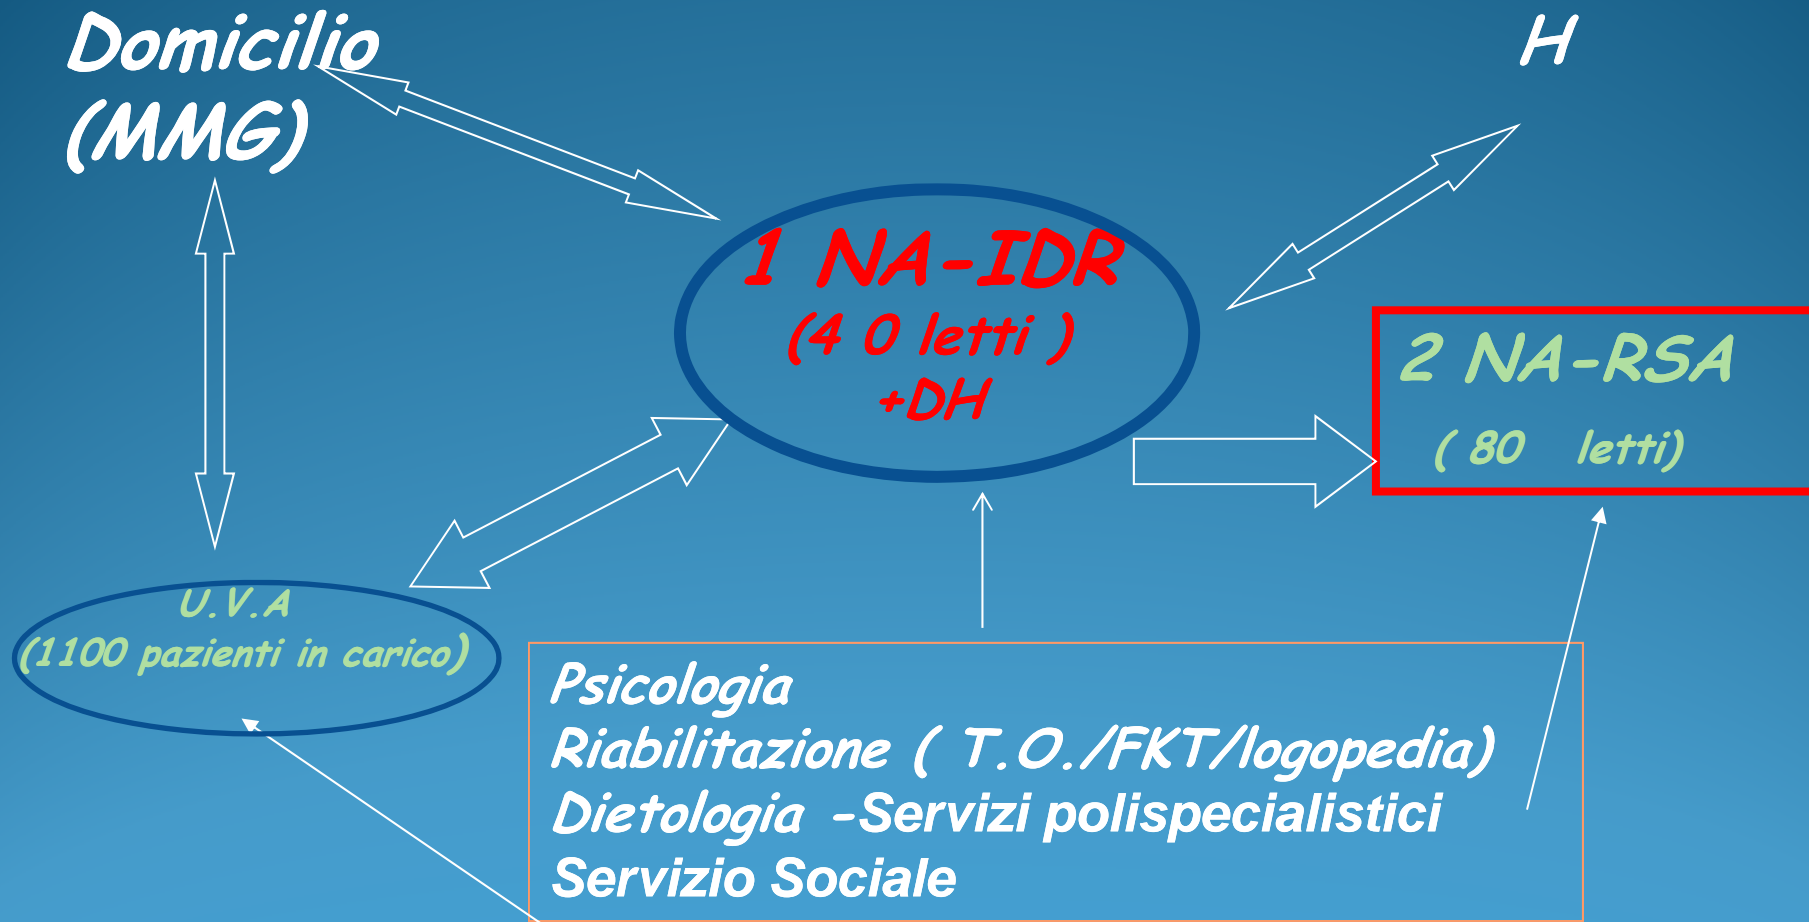 Domicilio
(MMG)
H
1 NA-IDR
(4 0 letti )
+DH
2 NA-RSA
( 80 letti)
U.V.A
(1100 pazienti in carico)
Psicologia
Riabilitazione ( T.O./FKT/logopedia)
Dietologia -Servizi polispecialistici
Servizio Sociale